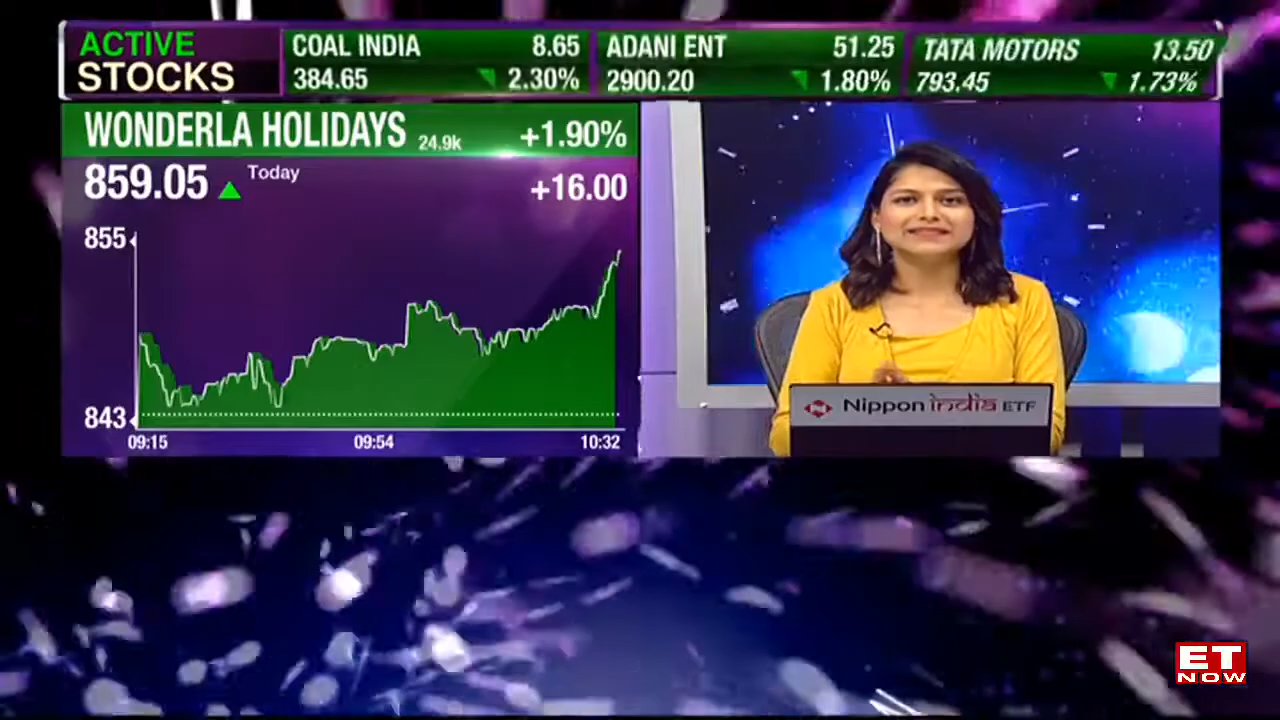 ACTIVE
STOCKS
COAL INDIA 8.65
384.65 2.30%
ADANI ENT 51.25
2900.20 1.80%
TATA MOTORS 13.50
793.45 1.73%
WONDERLA HOLIDAYS 24.9k +1.90%
859.05 Today +16.00
855
843
09:15 09:54 10:32
Nippon india ETF
ET
NOW